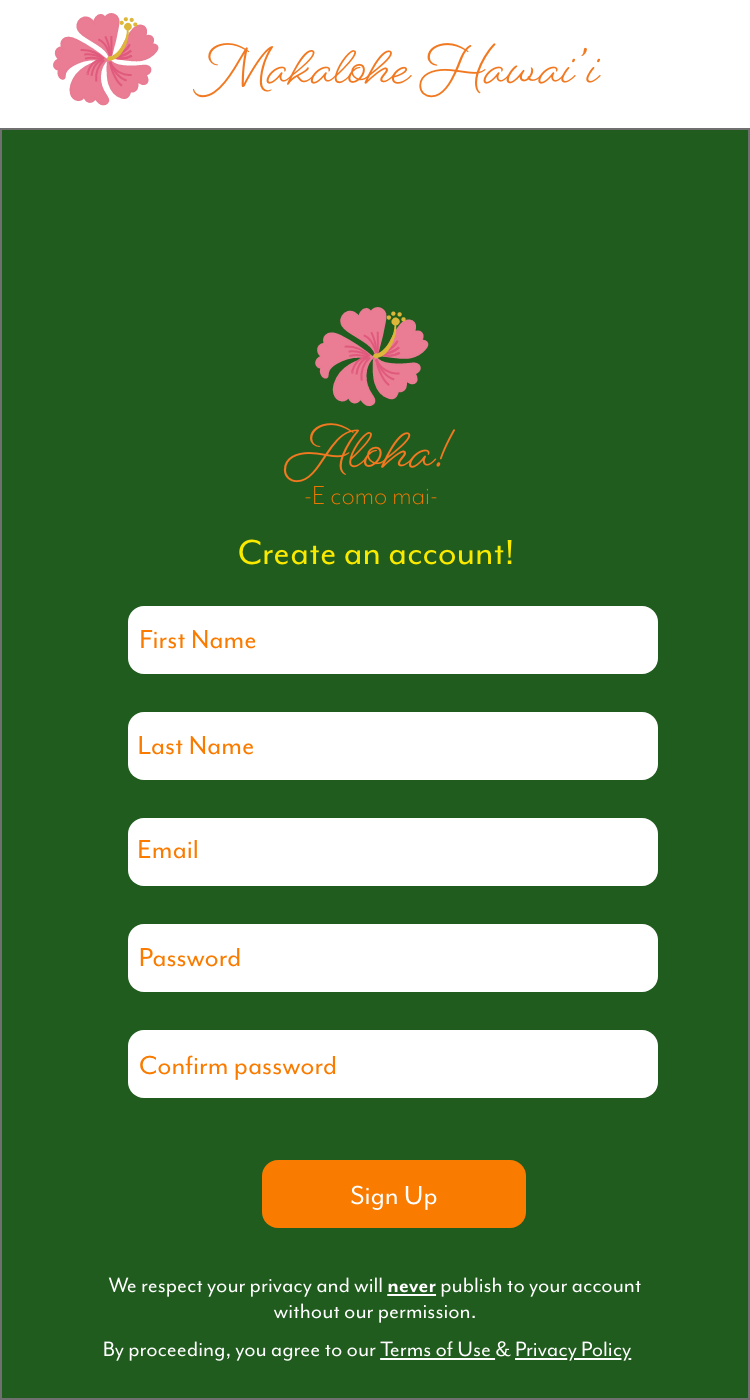 Makalohe Hawai’i
Aloha!
-E como mai-
Create an account!
First Name
Last Name
Email
Password
Confirm password
Sign Up
We respect your privacy and will never publish to your account
without our permission.
By proceeding, you agree to our Terms of Use & Privacy Policy